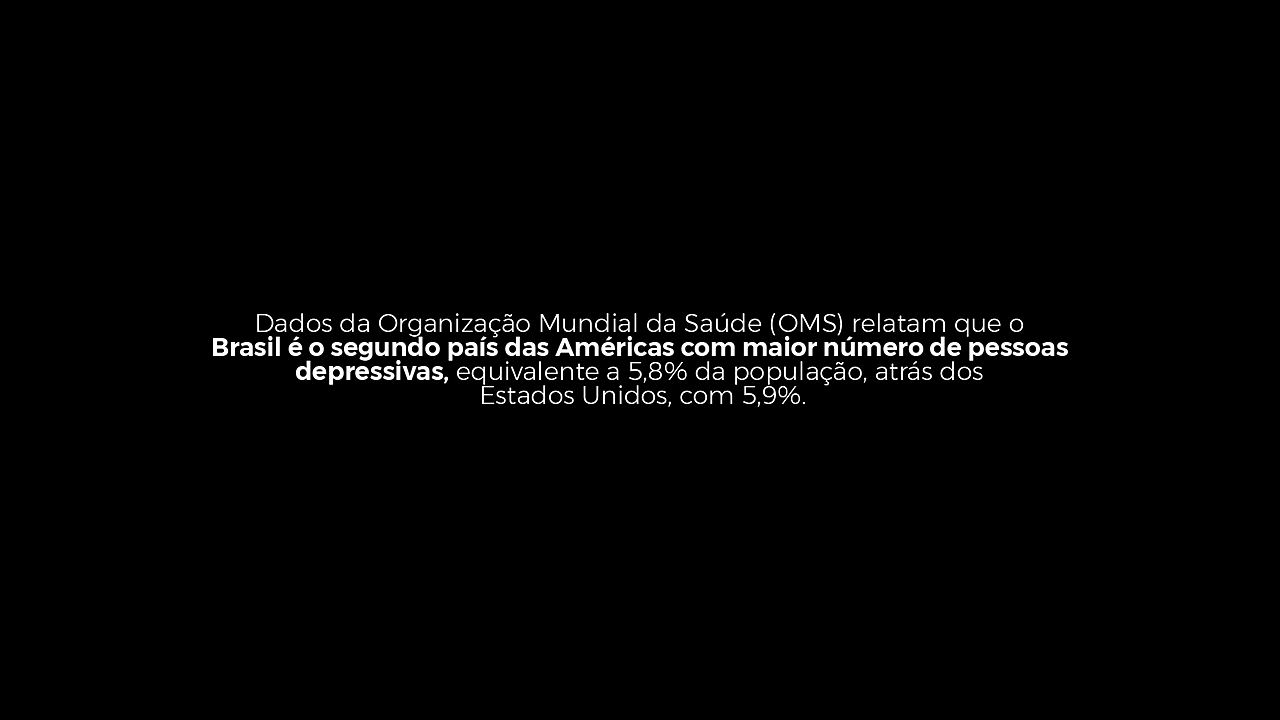 Dados da Organização Mundial da Saúde (OMS) relatam que o
Brasil é o segundo país das Américas com maior número de pessoas
depressivas, equivalente a 5,8% da população, atrás dos
Estados Unidos, com 5,9%.